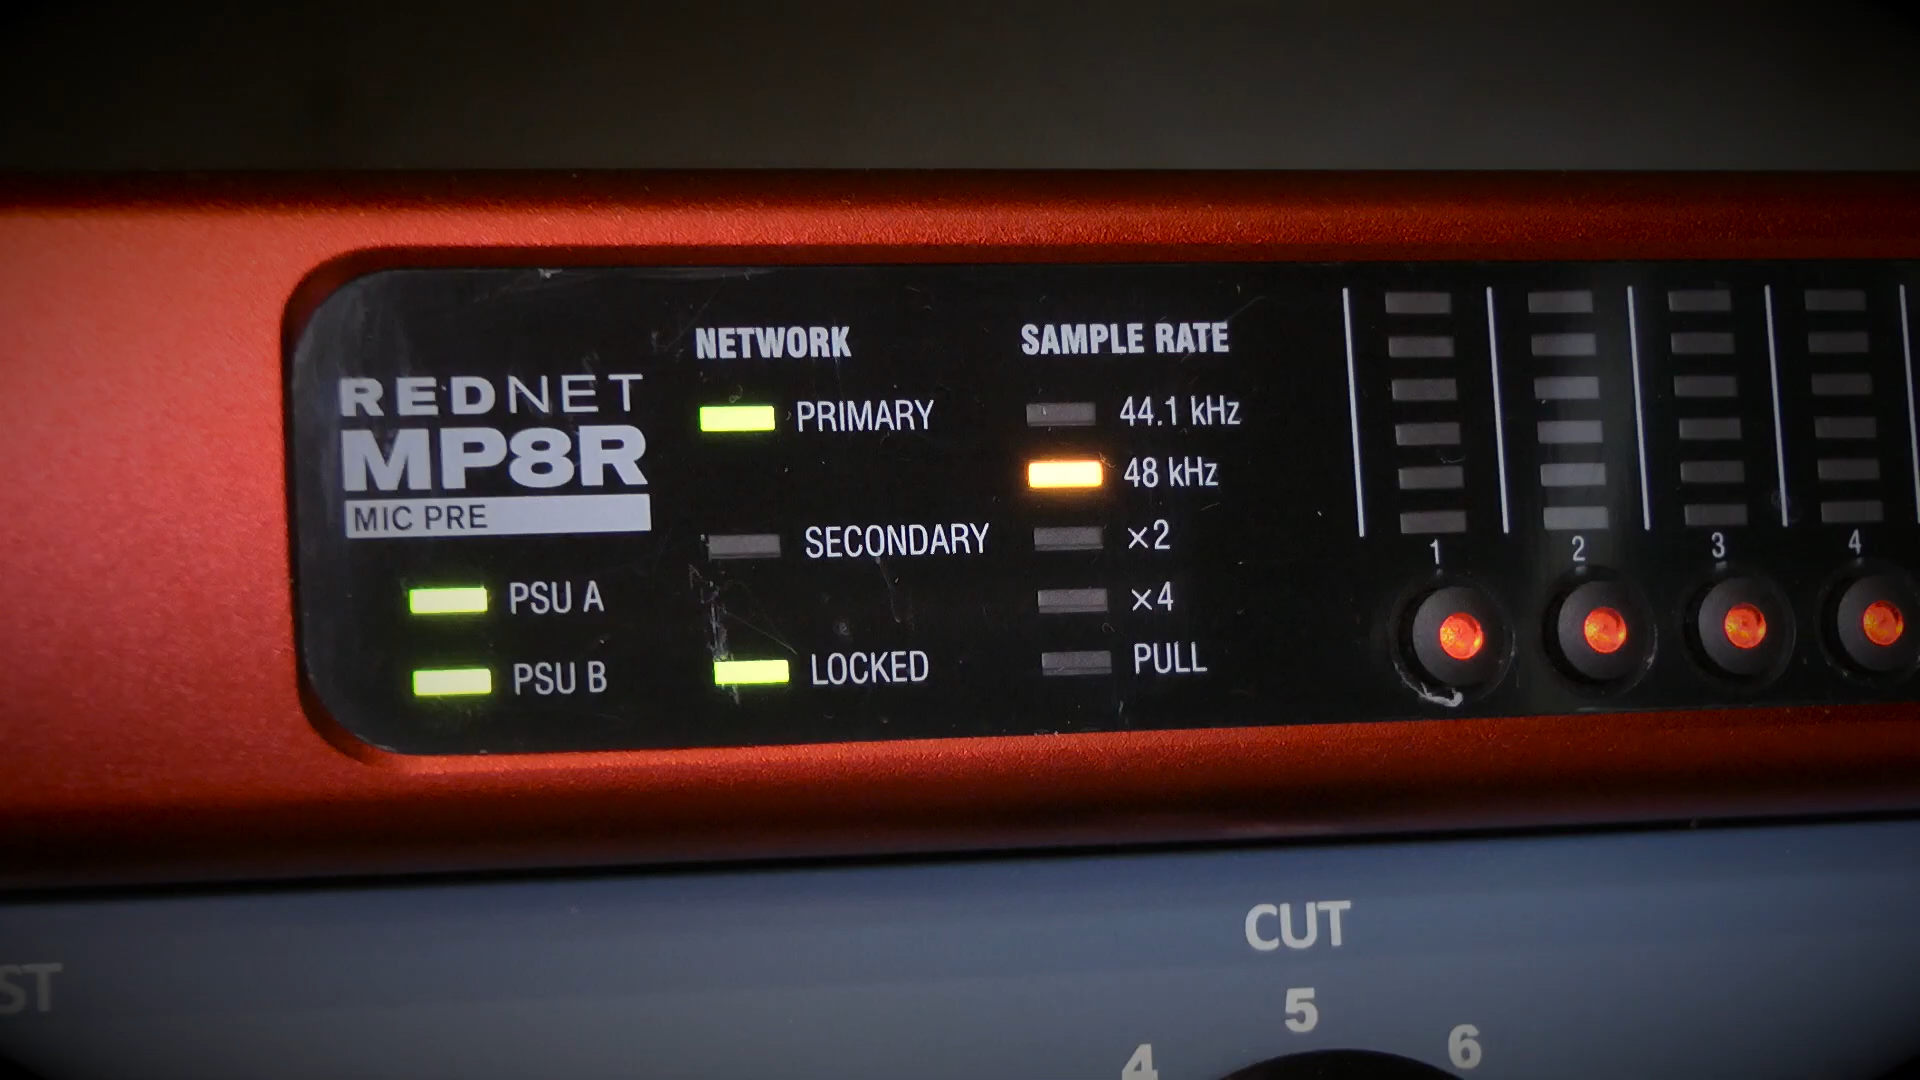 REDNET
MP8R
MIC PRE
PSU A
PSU B
NETWORK
PRIMARY
SECONDARY
LOCKED
SAMPLE RATE
44.1 kHz
48 kHz
×2
×4
PULL
1 2 3 4
CUT
ST
5
4 6